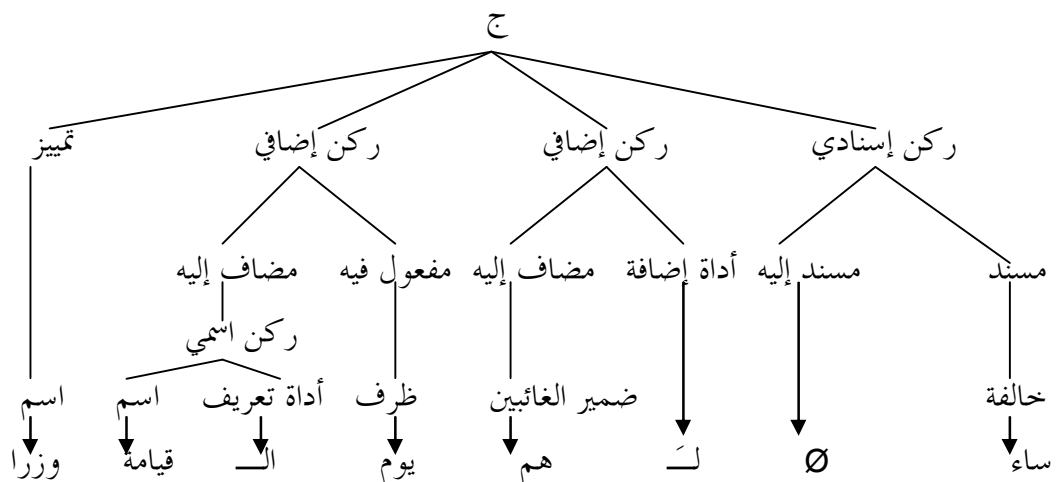 ج
ركن إسنادي ركن إضافي ركن إضافي تمييز
مسند مسند إليه أداة إضافة مضاف إليه مفعول فيه مضاف إليه
ركن اسمي
خالفة ضمير الغائبين ظرف أداة تعريف اسم اسم
ساء Ø لَـ هم يوم الـ قيامة وزرا